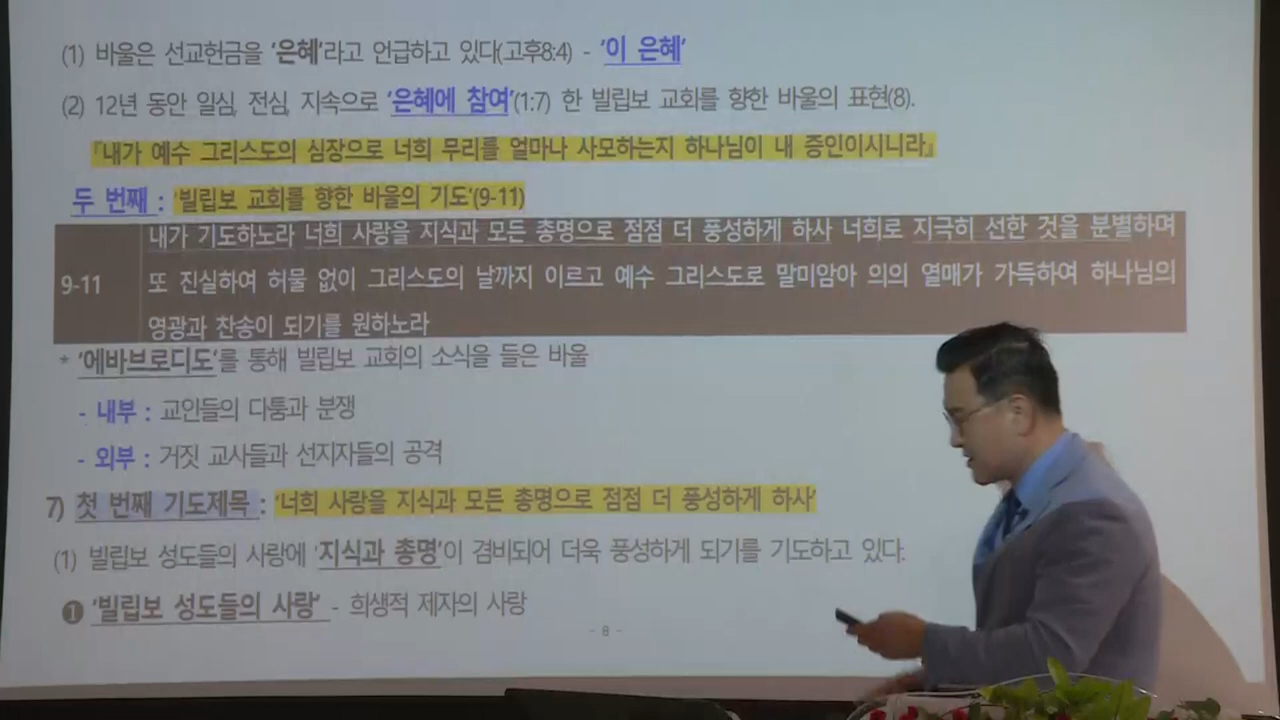 (1) 바울은 선교헌금을 '은혜'라고 언급하고 있다(고후8:4) - '이 은혜'
(2) 12년 동안 일심, 전심, 지속으로 '은혜에 참여'(1:7) 한 빌립보 교회를 향한 바울의 표현(8).
『내가 예수 그리스도의 심장으로 너희 무리를 얼마나 사모하는지 하나님이 내 증인이시니라』
두 번째 : '빌립보 교회를 향한 바울의 기도'(9-11)
내가 기도하노라 너희 사랑을 지식과 모든 총명으로 점점 더 풍성하게 하사 너희로 지극히 선한 것을 분별하며
9-11 또 진실하여 허물 없이 그리스도의 날까지 이르고 예수 그리스도로 말미암아 의의 열매가 가득하여 하나님의
영광과 찬송이 되기를 원하노라
* '에바브로디도'를 통해 빌립보 교회의 소식을 들은 바울
- 내부 : 교인들의 다툼과 분쟁
- 외부 : 거짓 교사들과 선지자들의 공격
7) 첫 번째 기도제목 : '너희 사랑을 지식과 모든 총명으로 점점 더 풍성하게 하사'
(1) 빌립보 성도들의 사랑에 '지식과 총명'이 겸비되어 더욱 풍성하게 되기를 기도하고 있다.
❶ '빌립보 성도들의 사랑' - 희생적 제자의 사랑
- 8 -